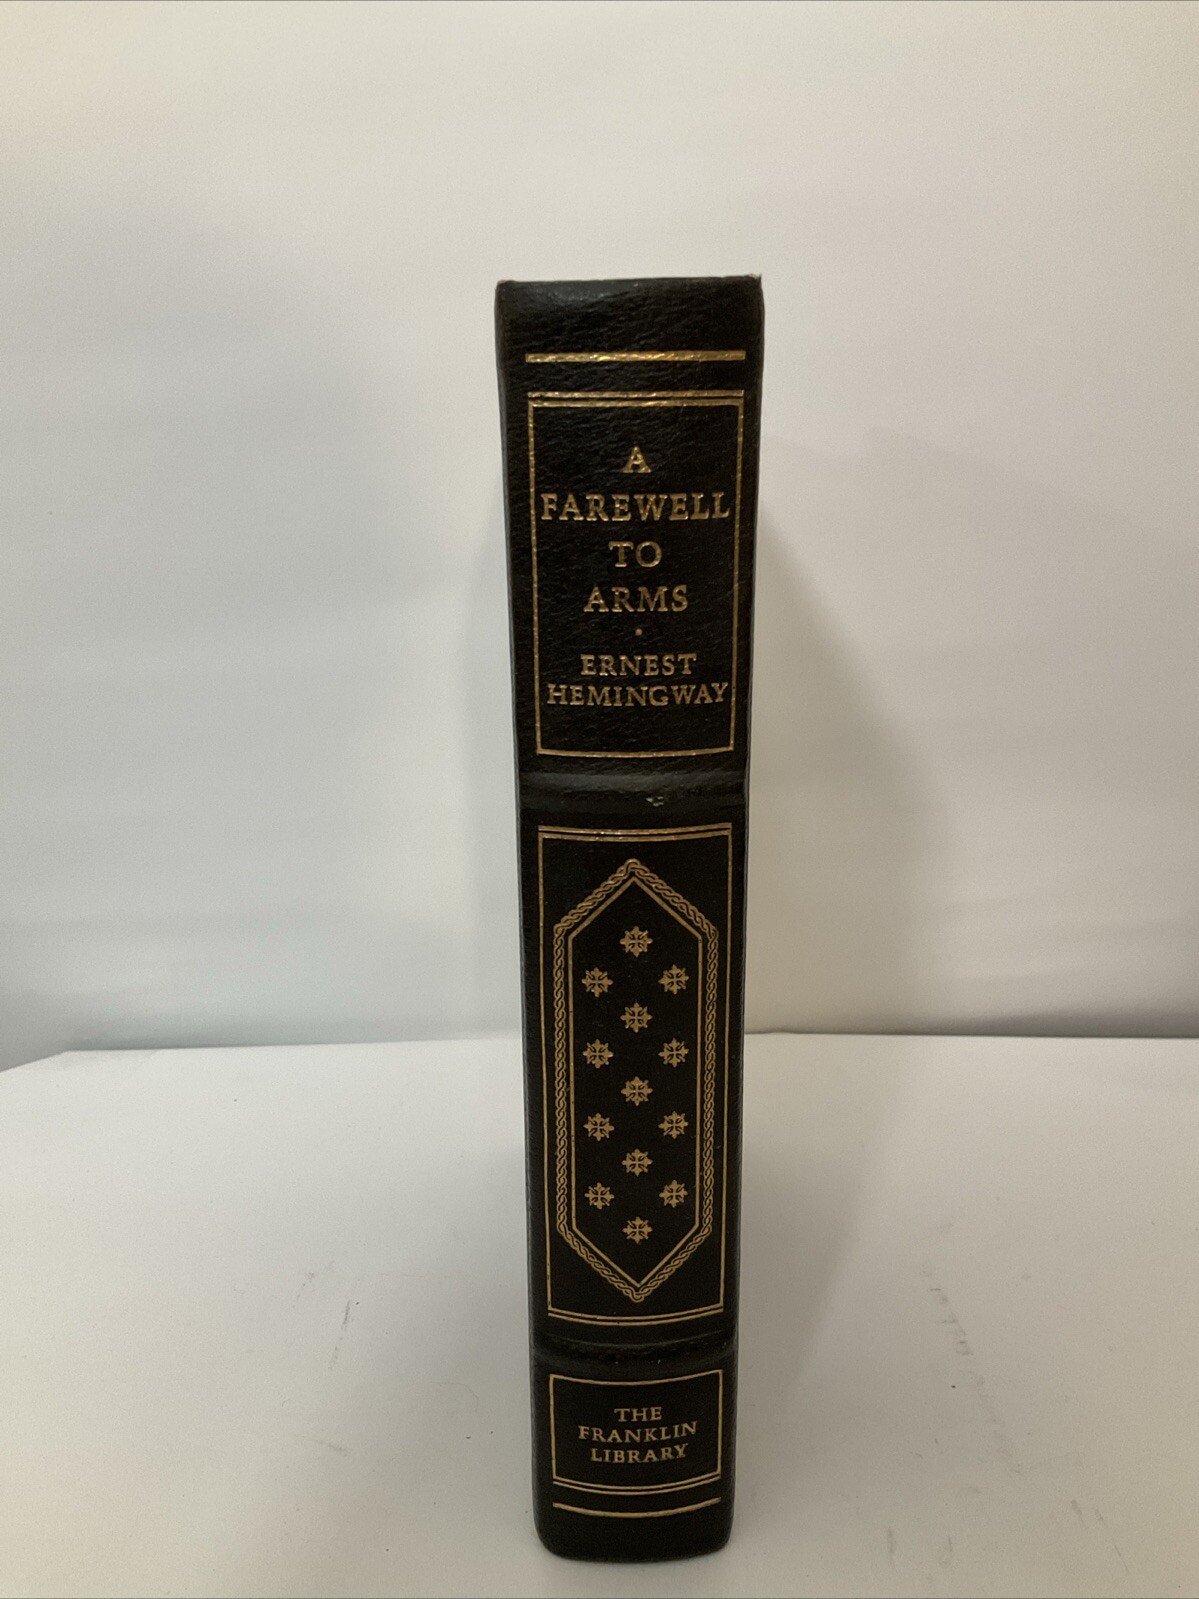 A
FAREWELL
TO
ARMS
·
ERNEST
HEMINGWAY
THE
FRANKLIN
LIBRARY